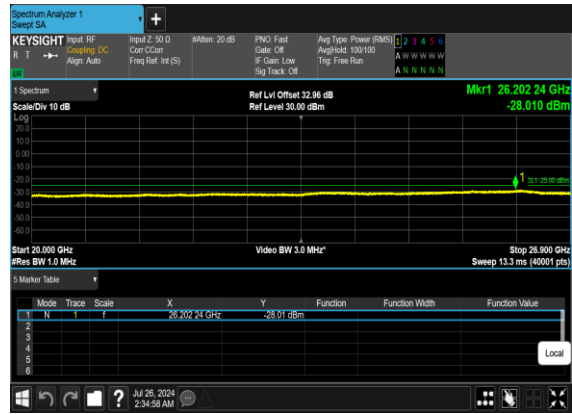 Spectrum Analyzer 1
Swept SA
KEYSIGHT
R T
Input: RF
Coupling: DC
Align: Auto
Input Z: 50 Ω
Corr CCorr
Freq Ref: Int (S)
#Atten: 20 dB
PNO: Fast
Gate: Off
IF Gain: Low
Sig Track: Off
Avg Type: Power (RMS)
Avg|Hold: 100/100
Trig: Free Run
1 2 3 4 5 6
A W W W W W
A N N N N N
1 Spectrum
Scale/Div 10 dB
Ref Lvl Offset 32.96 dB
Ref Level 30.00 dBm
Mkr1 26.202 24 GHz
-28.010 dBm
Log
20.0
10.0
0.00
-10.0
-20.0
-30.0
-40.0
-50.0
-60.0
1
DL1 -25.00 dBm
Start 20.000 GHz
#Res BW 1.0 MHz
Video BW 3.0 MHz*
Stop 26.900 GHz
Sweep 13.3 ms (40001 pts)
5 Marker Table
Mode Trace Scale X Y Function Function Width Function Value
1 N 1 f 26.202 24 GHz -28.01 dBm
2
3
4
5
6
Local
?
Jul 26, 2024
2:34:58 AM